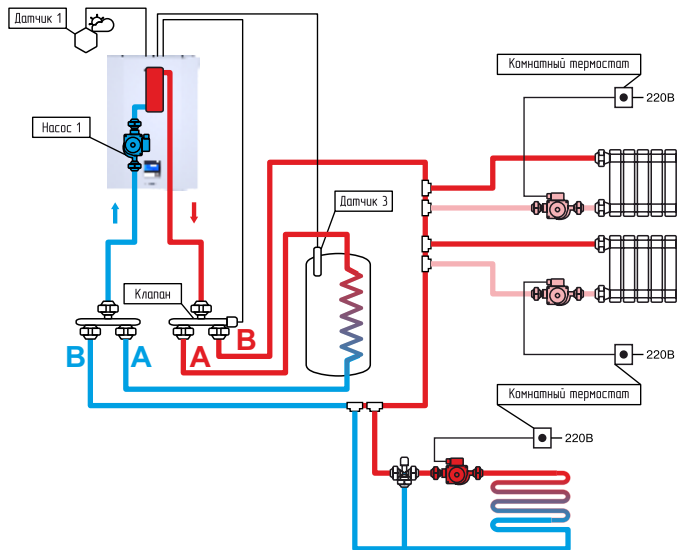 Датчик 1
Комнатный термостат
220В
Насос 1
Датчик 3
Клапан
B
A
A
B
220В
Комнатный термостат
220В